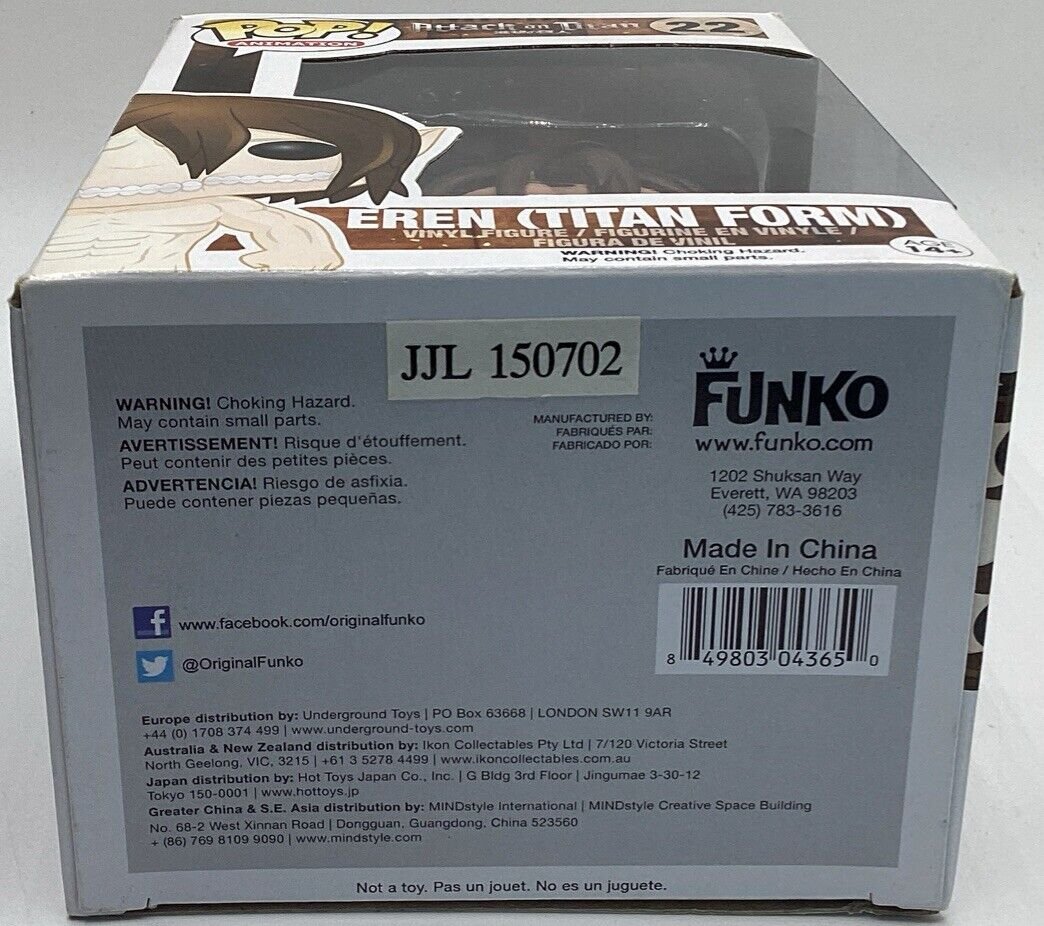 POP!
ANIMATION
Attack on Titan
22
EREN (TITAN FORM)
VINYL FIGURE / FIGURINE EN VINYLE /
FIGURA DE VINIL
WARNING! Choking Hazard.
May contain small parts.
AGE
14+
JJL 150702
WARNING! Choking Hazard.
May contain small parts.
AVERTISSEMENT! Risque d'étouffement.
Peut contenir des petites pièces.
ADVERTENCIA! Riesgo de asfixia.
Puede contener piezas pequeñas.
MANUFACTURED BY:
FABRIQUÉS PAR:
FABRICADO POR:
FUNKO
www.funko.com
1202 Shuksan Way
Everett, WA 98203
(425) 783-3616
Made In China
Fabriqué En Chine / Hecho En China
8 49803 04365 0
f www.facebook.com/originalfunko
@OriginalFunko
Europe distribution by: Underground Toys | PO Box 63668 | LONDON SW11 9AR
+44 (0) 1708 374 499 | www.underground-toys.com
Australia & New Zealand distribution by: Ikon Collectables Pty Ltd | 7/120 Victoria Street
North Geelong, VIC, 3215 | +61 3 5278 4499 | www.ikoncollectables.com.au
Japan distribution by: Hot Toys Japan Co., Inc. | G Bldg 3rd Floor | Jingumae 3-30-12
Tokyo 150-0001 | www.hottoys.jp
Greater China & S.E. Asia distribution by: MINDstyle International | MINDstyle Creative Space Building
No. 68-2 West Xinnan Road | Dongguan, Guangdong, China 523560
+ (86) 769 8109 9090 | www.mindstyle.com
Not a toy. Pas un jouet. No es un juguete.